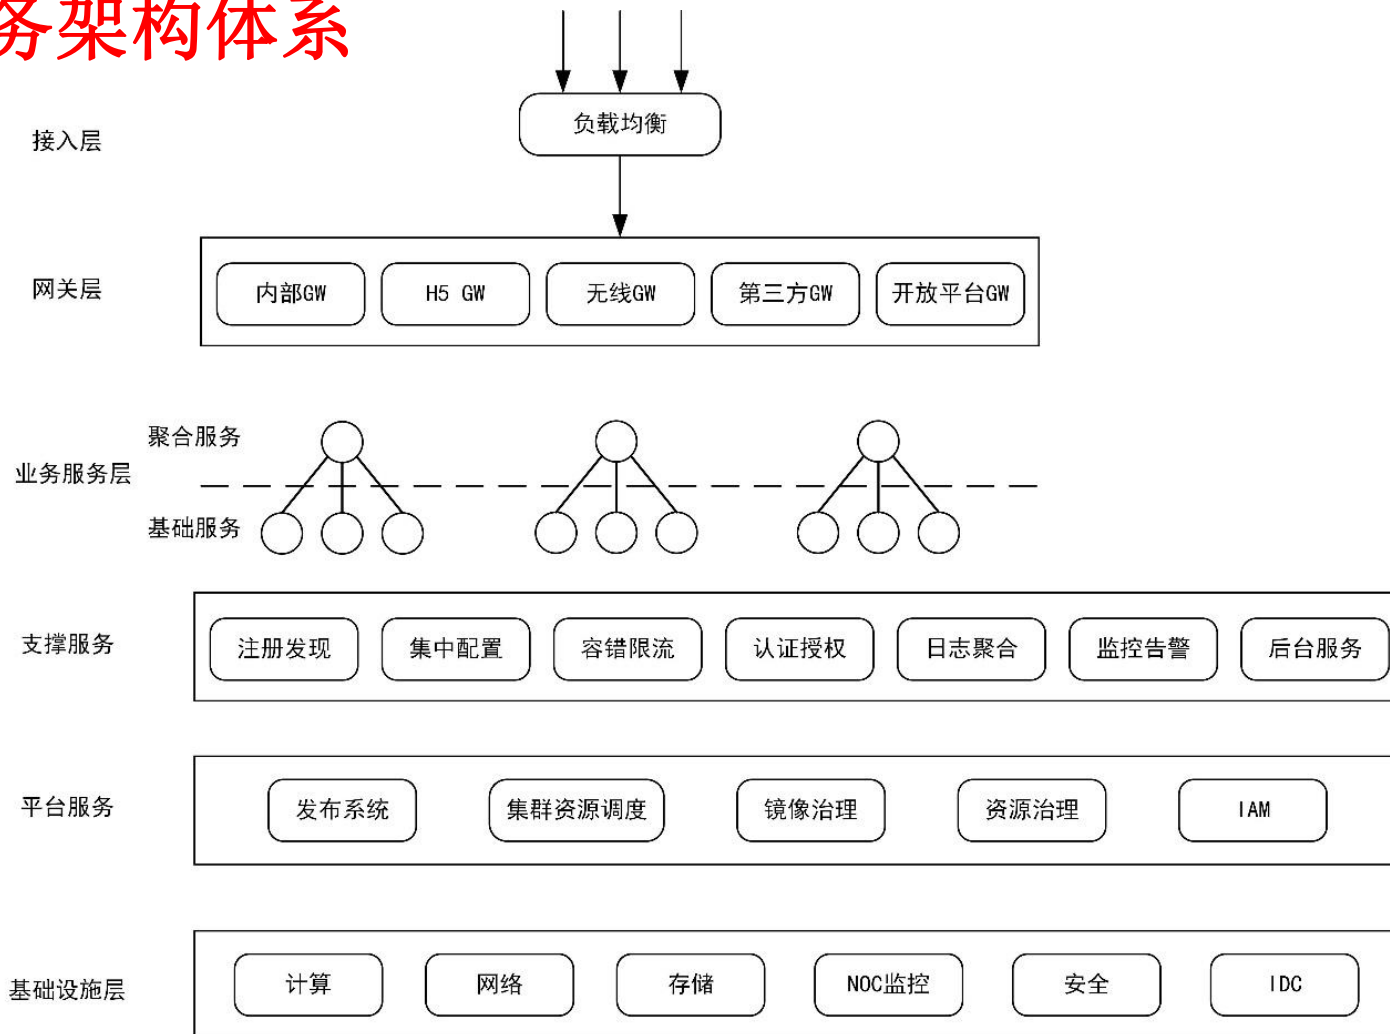 务架构体系
接入层
负载均衡
网关层
内部GW
H5 GW
无线GW
第三方GW
开放平台GW
聚合服务
业务服务层
基础服务
支撑服务
注册发现
集中配置
容错限流
认证授权
日志聚合
监控告警
后台服务
平台服务
发布系统
集群资源调度
镜像治理
资源治理
IAM
基础设施层
计算
网络
存储
NOC监控
安全
IDC